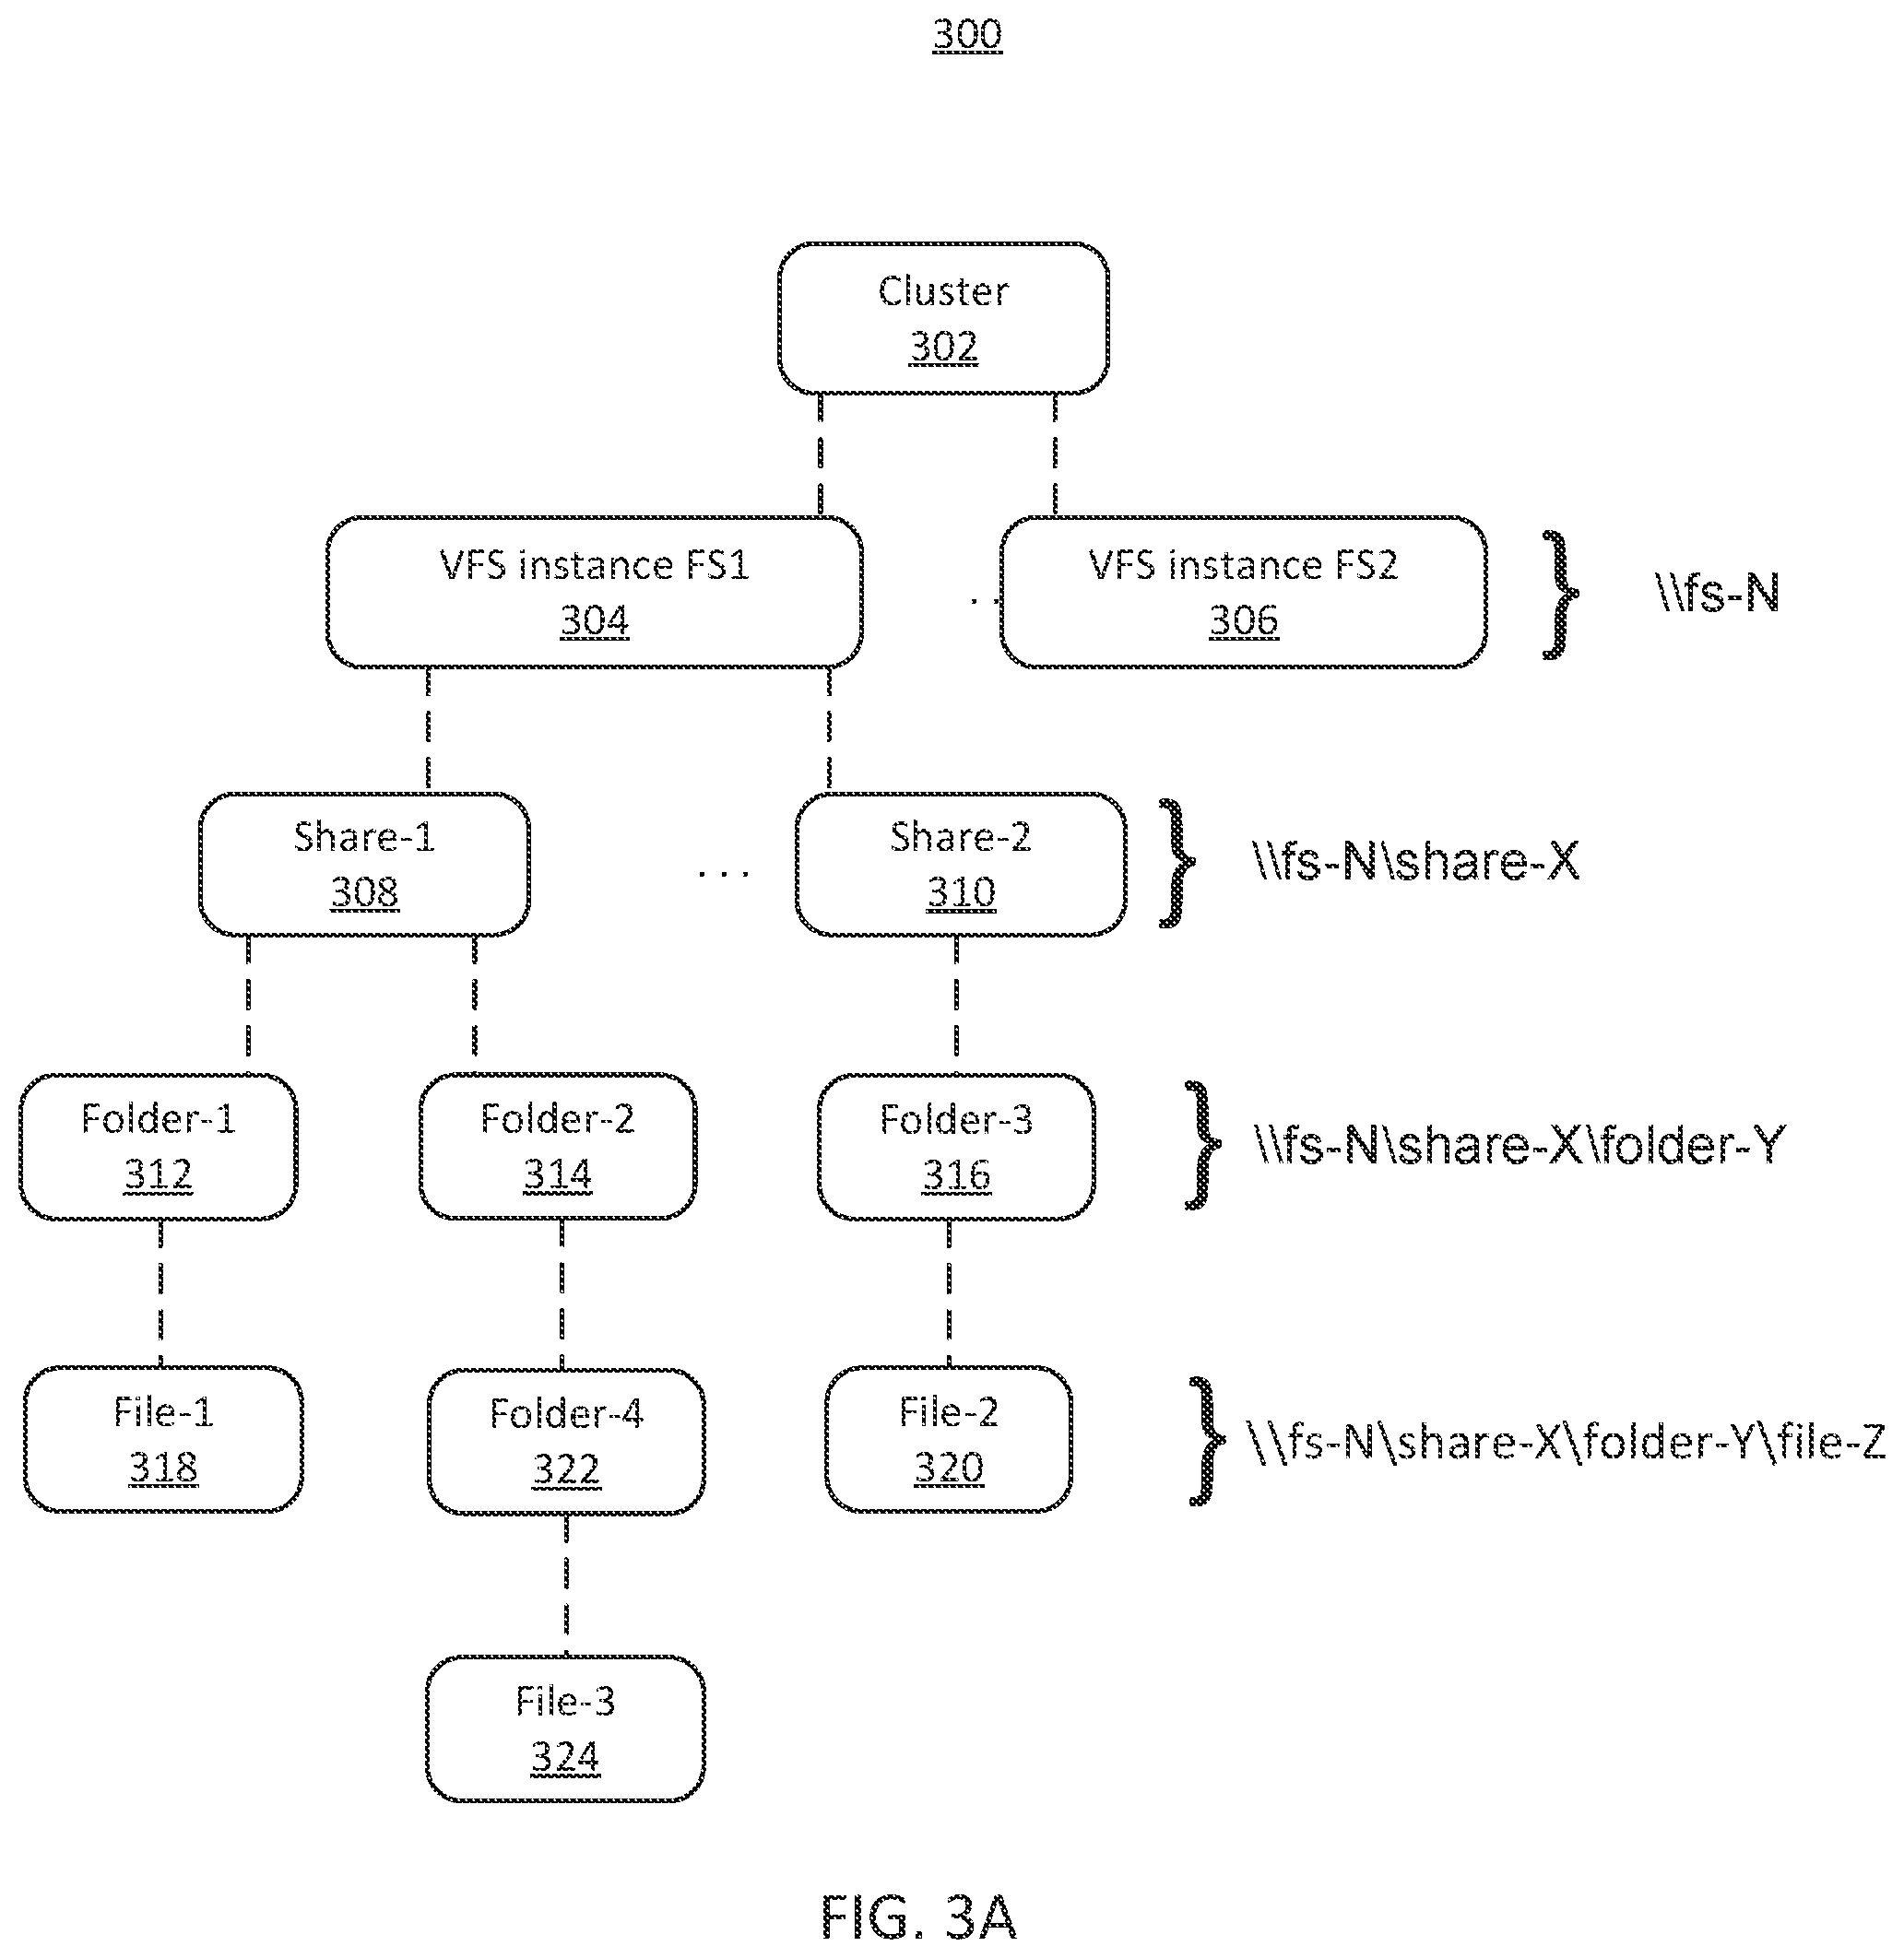 300
Cluster
302
VFS instance FS1
304
. .
VFS instance FS2
306
\\fs-N
Share-1
308
. . .
Share-2
310
\\fs-N\share-X
Folder-1
312
Folder-2
314
Folder-3
316
\\fs-N\share-X\folder-Y
File-1
318
Folder-4
322
File-2
320
\\fs-N\share-X\folder-Y\file-Z
File-3
324
FIG. 3A